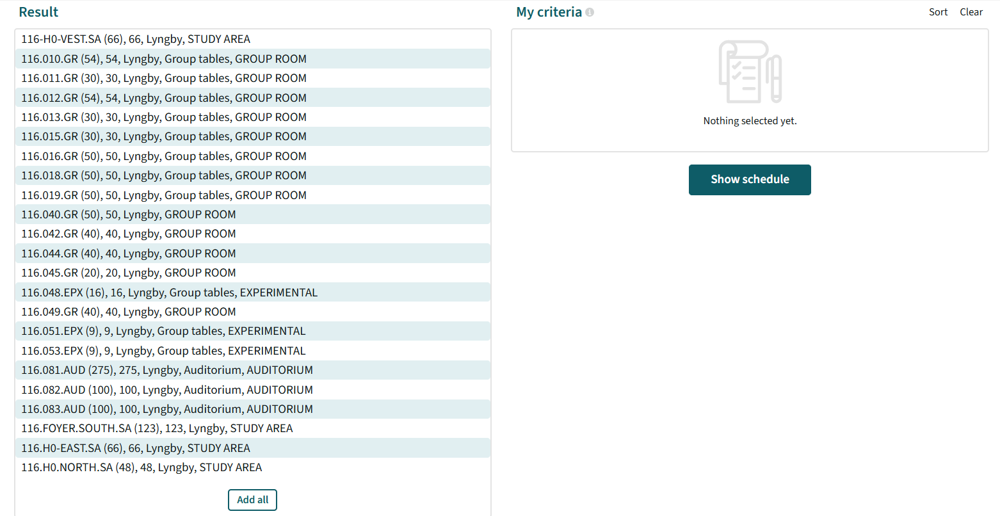 Result
116-H0-VEST.SA (66), 66, Lyngby, STUDY AREA
116.010.GR (54), 54, Lyngby, Group tables, GROUP ROOM
116.011.GR (30), 30, Lyngby, Group tables, GROUP ROOM
116.012.GR (54), 54, Lyngby, Group tables, GROUP ROOM
116.013.GR (30), 30, Lyngby, Group tables, GROUP ROOM
116.015.GR (30), 30, Lyngby, Group tables, GROUP ROOM
116.016.GR (50), 50, Lyngby, Group tables, GROUP ROOM
116.018.GR (50), 50, Lyngby, Group tables, GROUP ROOM
116.019.GR (50), 50, Lyngby, Group tables, GROUP ROOM
116.040.GR (50), 50, Lyngby, GROUP ROOM
116.042.GR (40), 40, Lyngby, GROUP ROOM
116.044.GR (40), 40, Lyngby, GROUP ROOM
116.045.GR (20), 20, Lyngby, GROUP ROOM
116.048.EPX (16), 16, Lyngby, Group tables, EXPERIMENTAL
116.049.GR (40), 40, Lyngby, GROUP ROOM
116.051.EPX (9), 9, Lyngby, Group tables, EXPERIMENTAL
116.053.EPX (9), 9, Lyngby, Group tables, EXPERIMENTAL
116.081.AUD (275), 275, Lyngby, Auditorium, AUDITORIUM
116.082.AUD (100), 100, Lyngby, Auditorium, AUDITORIUM
116.083.AUD (100), 100, Lyngby, Auditorium, AUDITORIUM
116.FOYER.SOUTH.SA (123), 123, Lyngby, STUDY AREA
116.H0-EAST.SA (66), 66, Lyngby, STUDY AREA
116.H0.NORTH.SA (48), 48, Lyngby, STUDY AREA
Add all
My criteria
Sort Clear
Nothing selected yet.
Show schedule